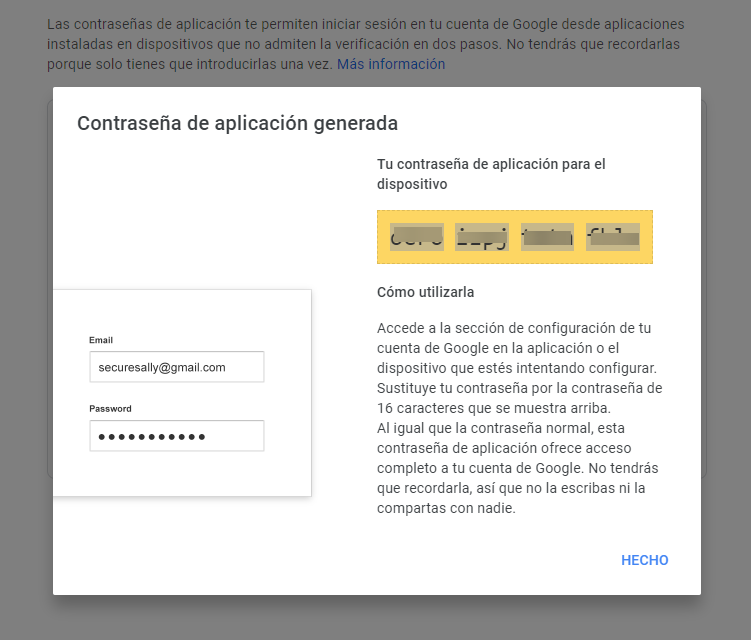 Las contraseñas de aplicación te permiten iniciar sesión en tu cuenta de Google desde aplicaciones
instaladas en dispositivos que no admiten la verificación en dos pasos. No tendrás que recordarlas
porque solo tienes que introducirlas una vez. Más información
Contraseña de aplicación generada
Tu contraseña de aplicación para el
dispositivo
Cómo utilizarla
Email
securesally@gmail.com
Password
Accede a la sección de configuración de tu
cuenta de Google en la aplicación o el
dispositivo que estés intentando configurar.
Sustituye tu contraseña por la contraseña de
16 caracteres que se muestra arriba.
Al igual que la contraseña normal, esta
contraseña de aplicación ofrece acceso
completo a tu cuenta de Google. No tendrás
que recordarla, así que no la escribas ni la
compartas con nadie.
HECHO